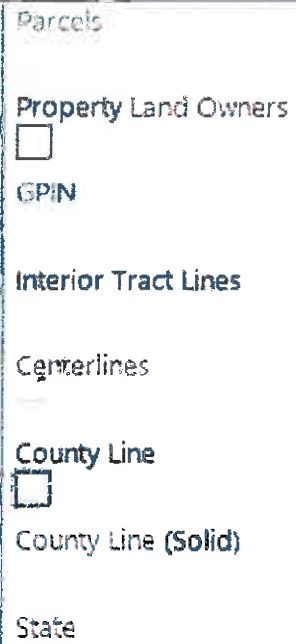 Parcels
Property Land Owners
GPIN
Interior Tract Lines
Centerlines
County Line
County Line (Solid)
State